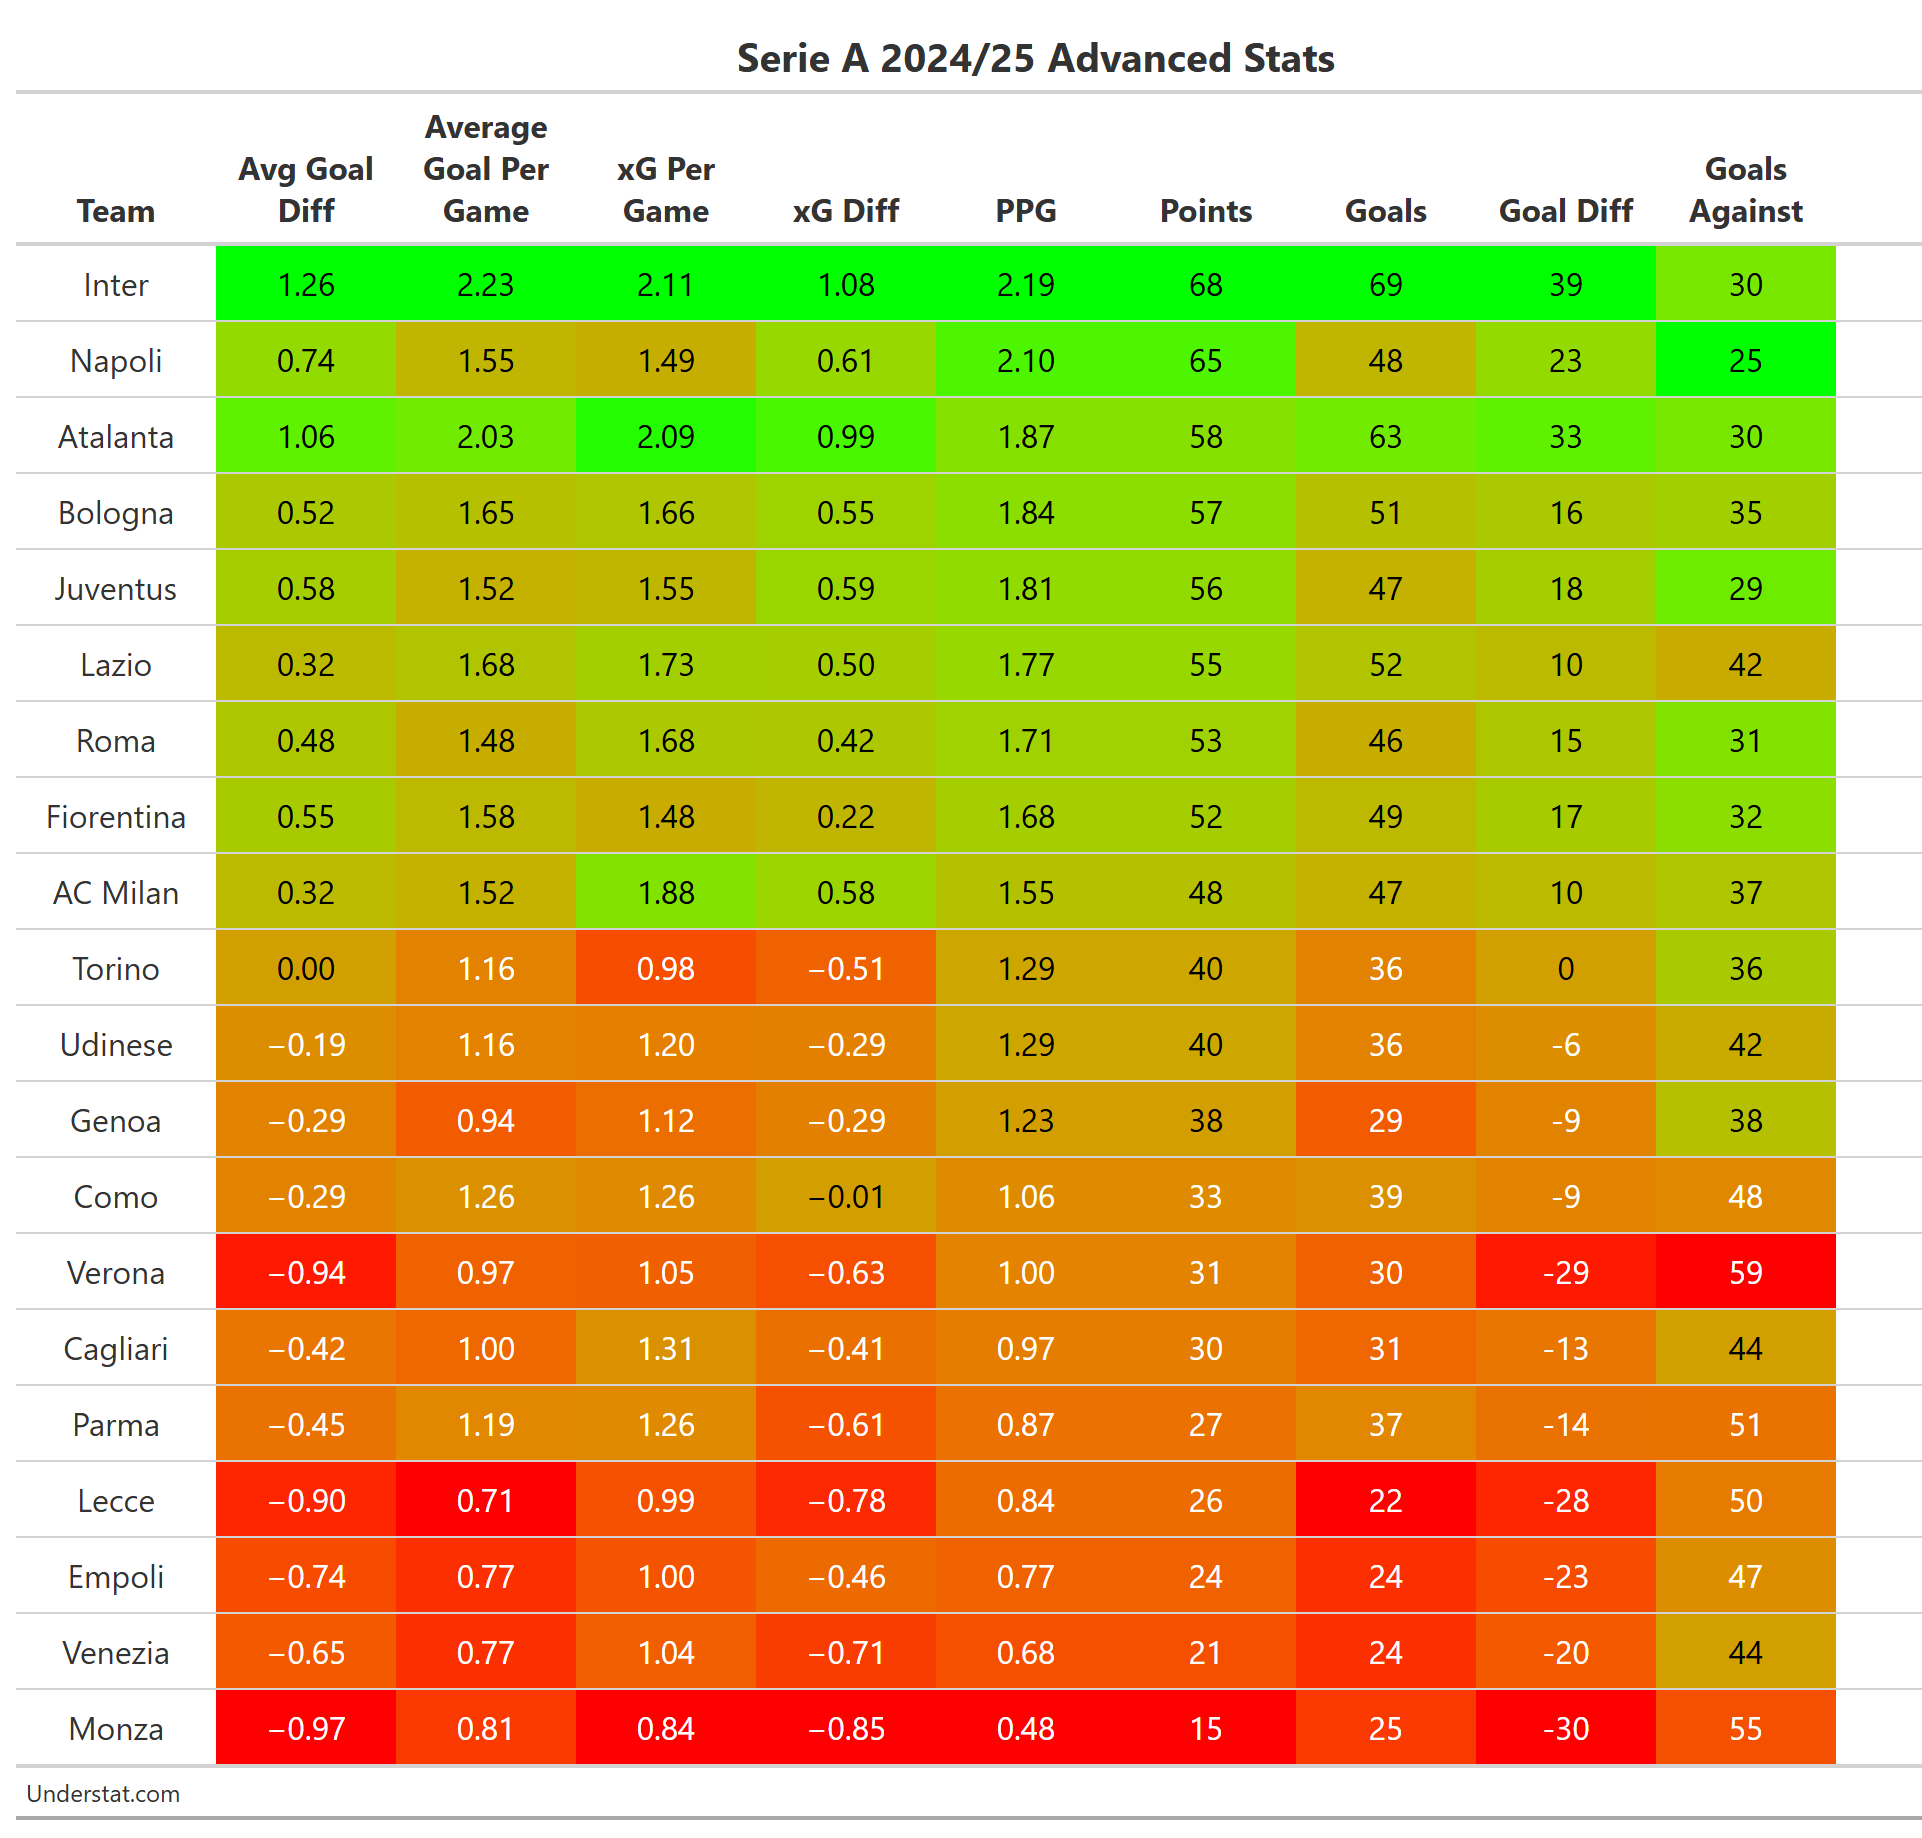 Serie A 2024/25 Advanced Stats
Team Avg Goal Diff Average Goal Per Game xG Per Game xG Diff PPG Points Goals Goal Diff Goals Against
Inter 1.26 2.23 2.11 1.08 2.19 68 69 39 30
Napoli 0.74 1.55 1.49 0.61 2.10 65 48 23 25
Atalanta 1.06 2.03 2.09 0.99 1.87 58 63 33 30
Bologna 0.52 1.65 1.66 0.55 1.84 57 51 16 35
Juventus 0.58 1.52 1.55 0.59 1.81 56 47 18 29
Lazio 0.32 1.68 1.73 0.50 1.77 55 52 10 42
Roma 0.48 1.48 1.68 0.42 1.71 53 46 15 31
Fiorentina 0.55 1.58 1.48 0.22 1.68 52 49 17 32
AC Milan 0.32 1.52 1.88 0.58 1.55 48 47 10 37
Torino 0.00 1.16 0.98 −0.51 1.29 40 36 0 36
Udinese −0.19 1.16 1.20 −0.29 1.29 40 36 -6 42
Genoa −0.29 0.94 1.12 −0.29 1.23 38 29 -9 38
Como −0.29 1.26 1.26 −0.01 1.06 33 39 -9 48
Verona −0.94 0.97 1.05 −0.63 1.00 31 30 -29 59
Cagliari −0.42 1.00 1.31 −0.41 0.97 30 31 -13 44
Parma −0.45 1.19 1.26 −0.61 0.87 27 37 -14 51
Lecce −0.90 0.71 0.99 −0.78 0.84 26 22 -28 50
Empoli −0.74 0.77 1.00 −0.46 0.77 24 24 -23 47
Venezia −0.65 0.77 1.04 −0.71 0.68 21 24 -20 44
Monza −0.97 0.81 0.84 −0.85 0.48 15 25 -30 55
Understat.com